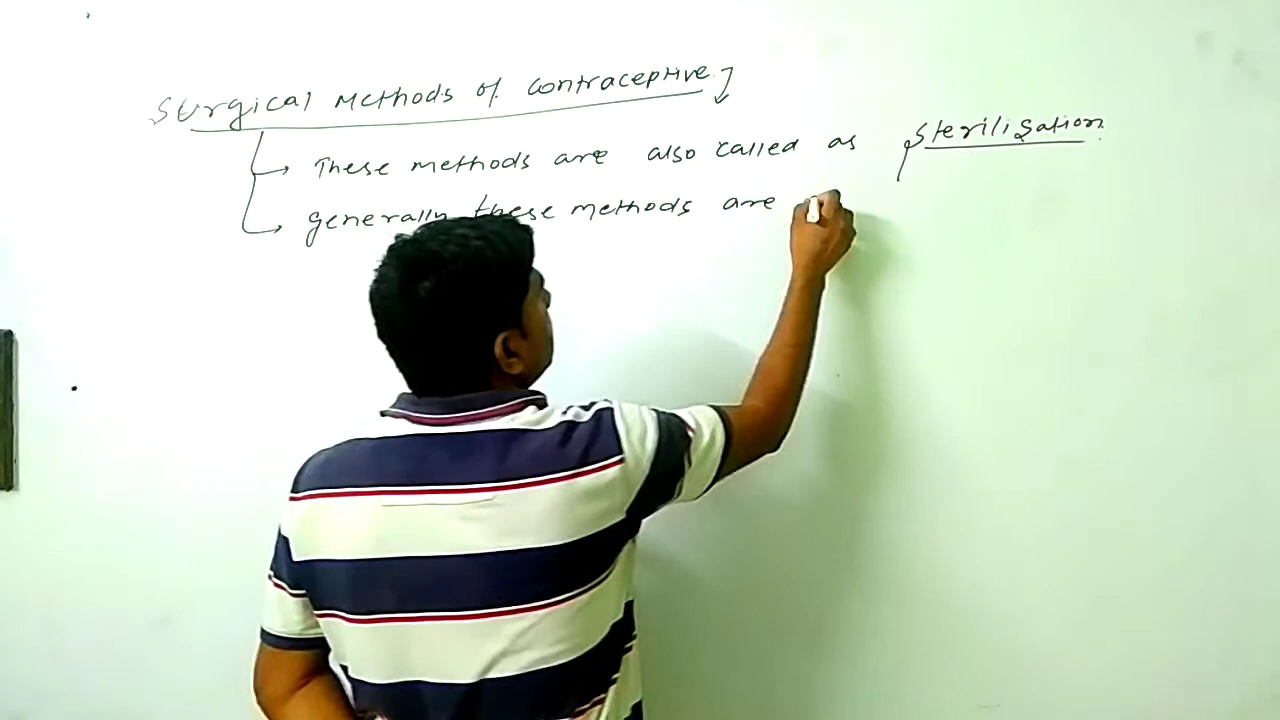 Surgical Methods of Contraceptive
These methods are also called as Sterilisation.
Generally these methods are